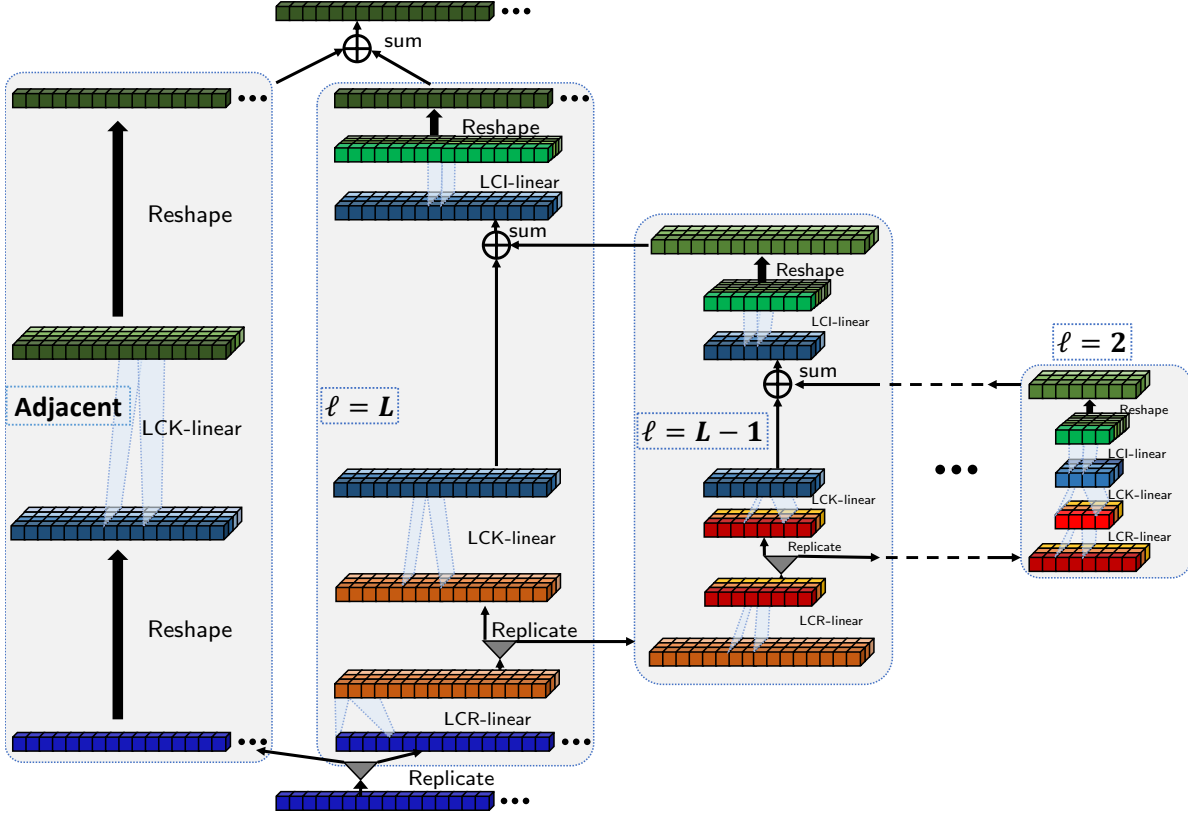 sum
Reshape
Adjacent
LCK-linear
Reshape
Reshape
LCI-linear
sum
ℓ = L
LCK-linear
Replicate
LCR-linear
Replicate
Reshape
LCI-linear
sum
ℓ = L − 1
LCK-linear
Replicate
LCR-linear
ℓ = 2
Reshape
LCI-linear
LCK-linear
LCR-linear